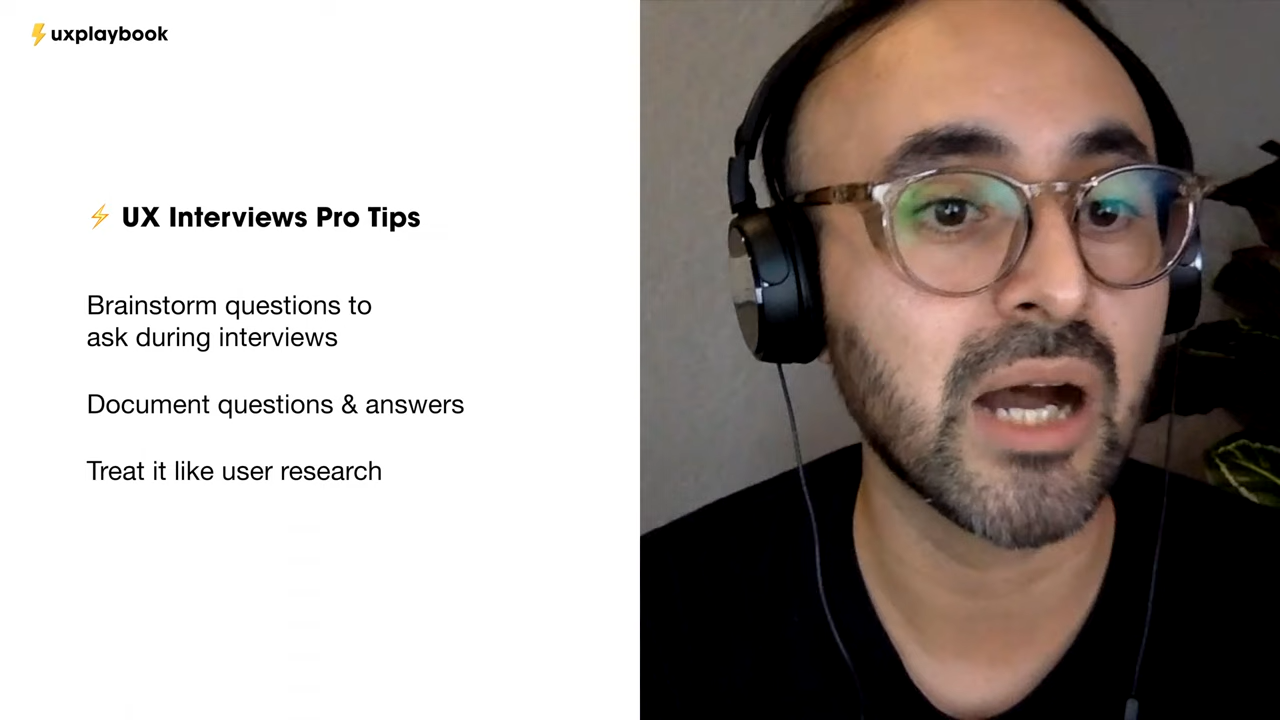 ⚡uxplaybook
⚡ UX Interviews Pro Tips
Brainstorm questions to
ask during interviews
Document questions & answers
Treat it like user research